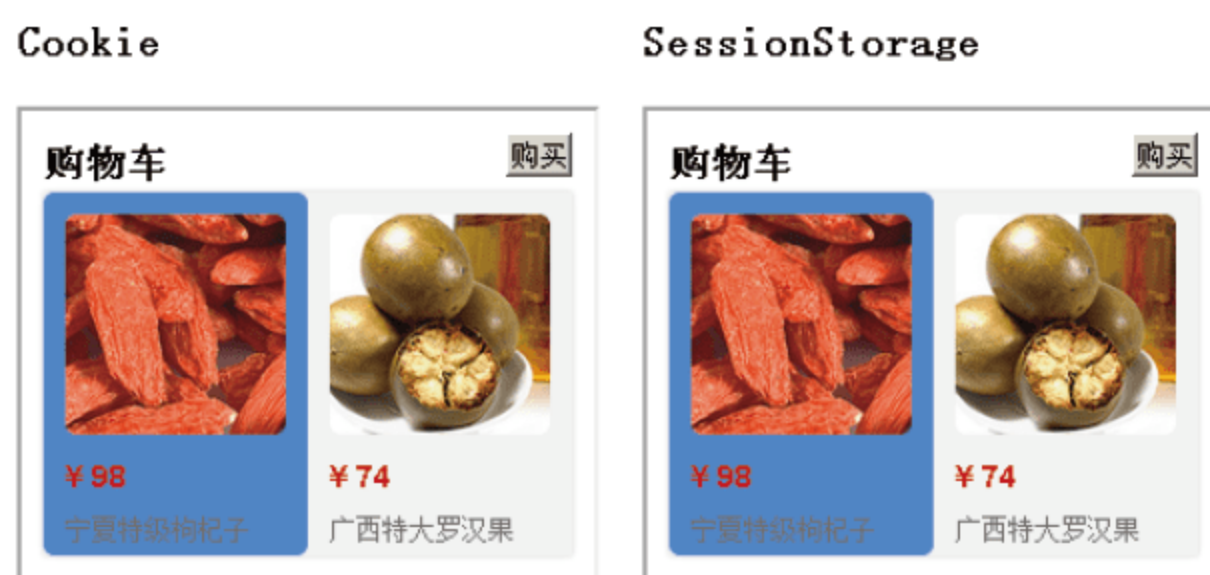 Cookie
SessionStorage
购物车
购买
¥98
¥74
宁夏特级枸杞子
广西特大罗汉果
购物车
购买
¥98
¥74
宁夏特级枸杞子
广西特大罗汉果